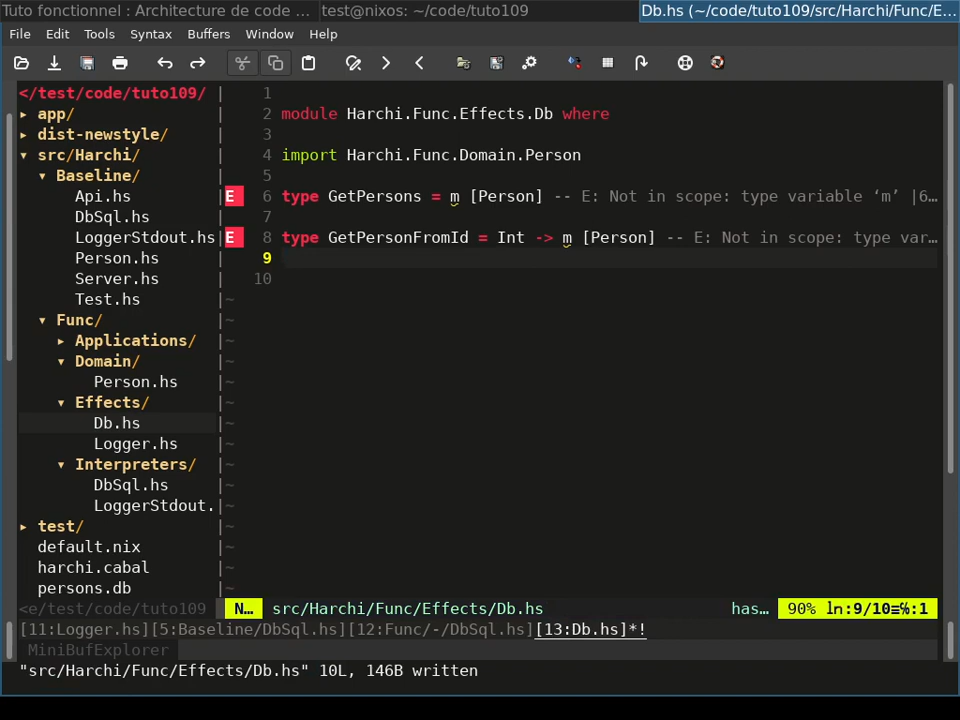 Tuto fonctionnel : Architecture de code ... test@nixos: ~/code/tuto109 Db.hs (~/code/tuto109/src/Harchi/Func/E...
File Edit Tools Syntax Buffers Window Help
</test/code/tuto109/ | 1
▸ app/ | 2 module Harchi.Func.Effects.Db where
▸ dist-newstyle/ | 3
▾ src/Harchi/ | 4 import Harchi.Func.Domain.Person
▾ Baseline/ | 5
Api.hs |E 6 type GetPersons = m [Person] -- E: Not in scope: type variable ‘m’ |6…
DbSql.hs | 7
LoggerStdout.hs|E 8 type GetPersonFromId = Int -> m [Person] -- E: Not in scope: type var…
Person.hs | 9
Server.hs | 10
Test.hs |~
▾ Func/ |~
▸ Applications/ |~
▾ Domain/ |~
Person.hs |~
▾ Effects/ |~
Db.hs |~
Logger.hs |~
▾ Interpreters/ |~
DbSql.hs |~
LoggerStdout.|~
▸ test/ |~
default.nix |~
harchi.cabal |~
persons.db |~
<e/test/code/tuto109 N… src/Harchi/Func/Effects/Db.hs has… 90% ㏑:9/10≡℅:1
[11:Logger.hs][5:Baseline/DbSql.hs][12:Func/-/DbSql.hs][13:Db.hs]*!
MiniBufExplorer
"src/Harchi/Func/Effects/Db.hs" 10L, 146B written